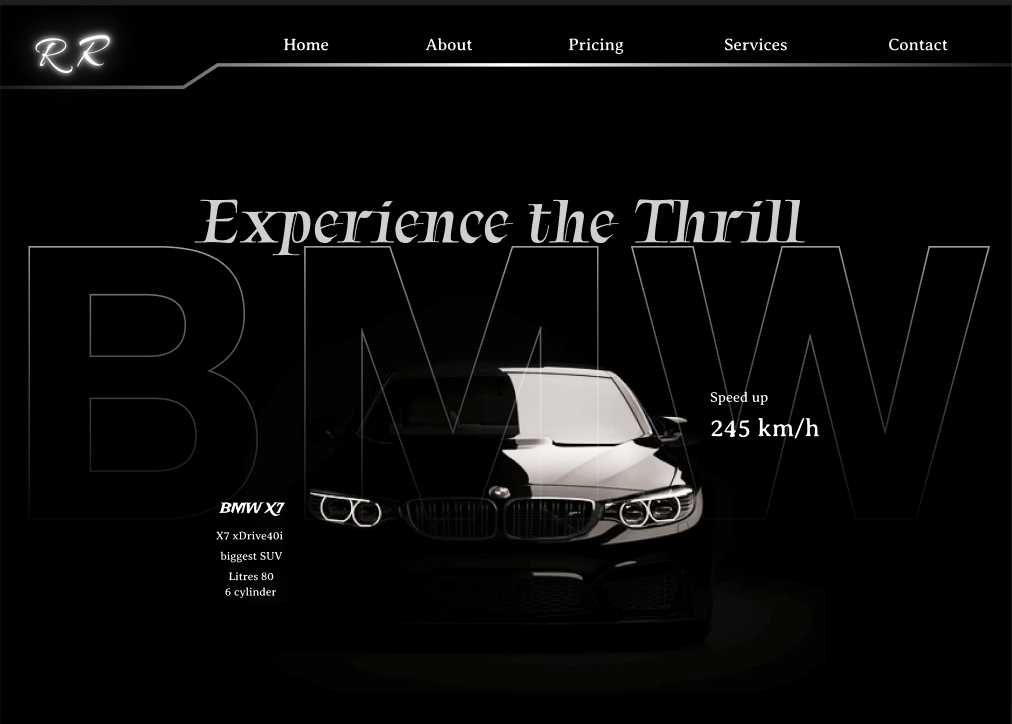 RR
Home About Pricing Services Contact
Experience the Thrill
BMW
Speed up
245 km/h
BMW X7
X7 xDrive40i
biggest SUV
Litres 80
6 cylinder